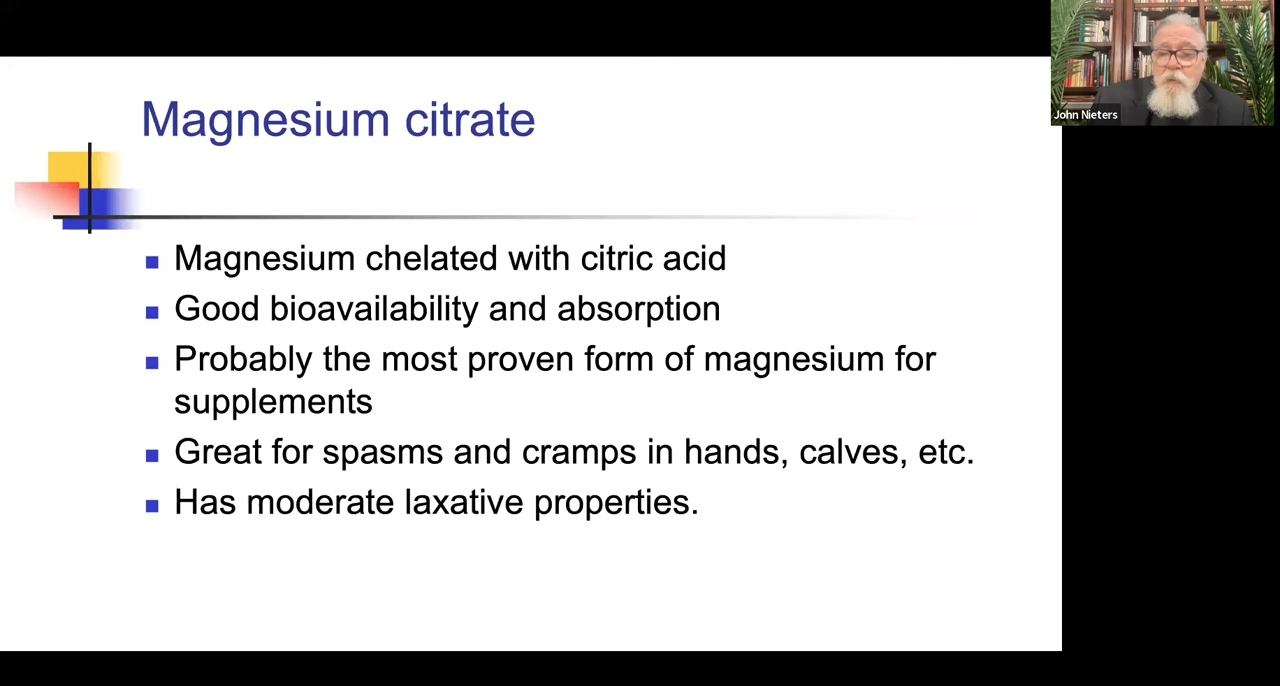 Magnesium citrate
John Nieters
Magnesium chelated with citric acid
Good bioavailability and absorption
Probably the most proven form of magnesium for
supplements
Great for spasms and cramps in hands, calves, etc.
Has moderate laxative properties.